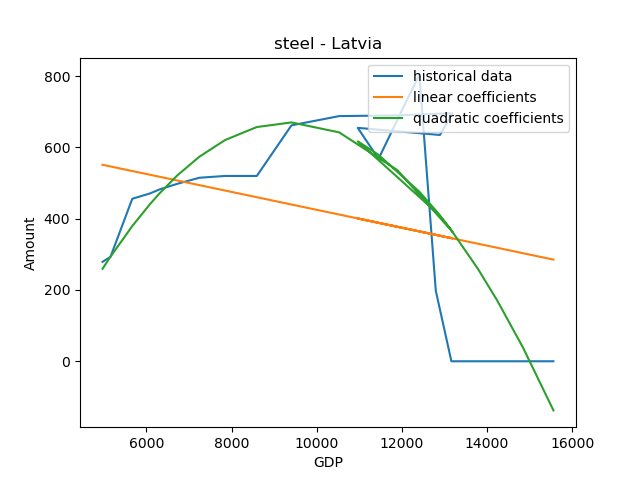 steel - Latvia
historical data
linear coefficients
quadratic coefficients
800
600
400
200
0
Amount
6000 8000 10000 12000 14000 16000
GDP